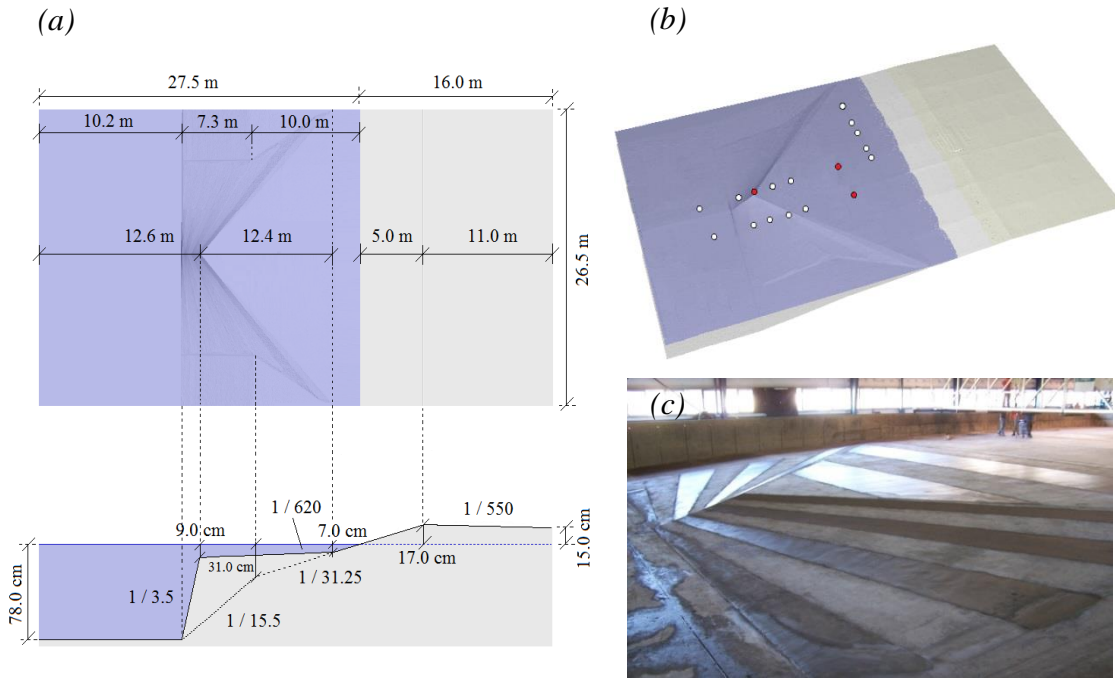 (a)
27.5 m
16.0 m
10.2 m
7.3 m
10.0 m
12.6 m
12.4 m
5.0 m
11.0 m
26.5 m
1 / 620
1 / 550
9.0 cm
7.0 cm
31.0 cm
17.0 cm
15.0 cm
1 / 31.25
78.0 cm
1 / 3.5
1 / 15.5
(b)
(c)